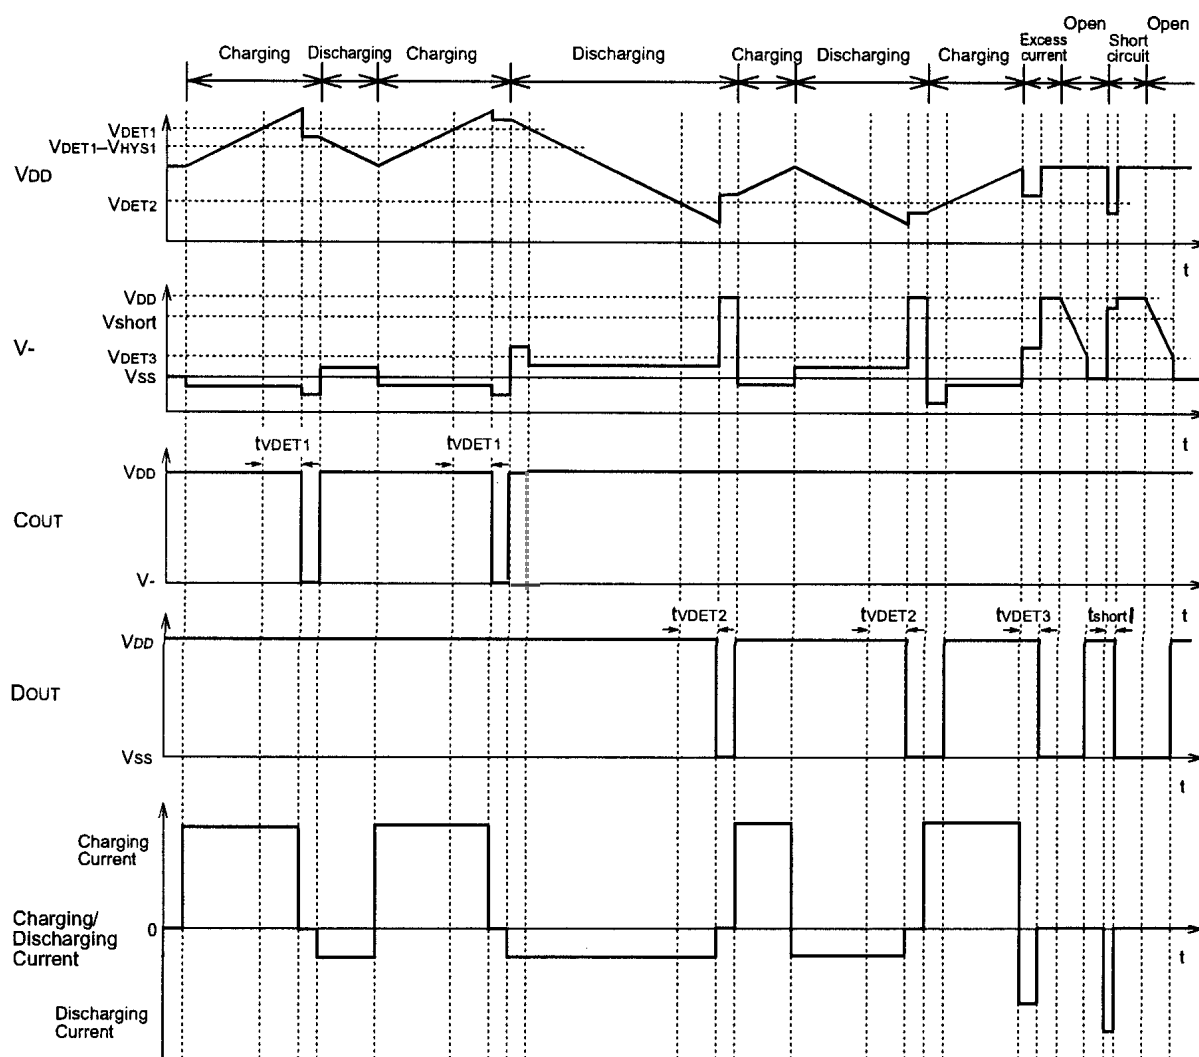 Open Open
Charging Discharging Charging Discharging Charging Discharging Charging Excess current Short circuit
VDET1
VDET1–VHYS1
VDD
VDET2
t
VDD
Vshort
V-
VDET3
VSS
t
tVDET1 tVDET1
VDD
COUT
V-
tVDET2 tVDET2 tVDET3 tshort t
VDD
DOUT
VSS
t
Charging
Current
Charging/
Discharging
Current
0
t
Discharging
Current